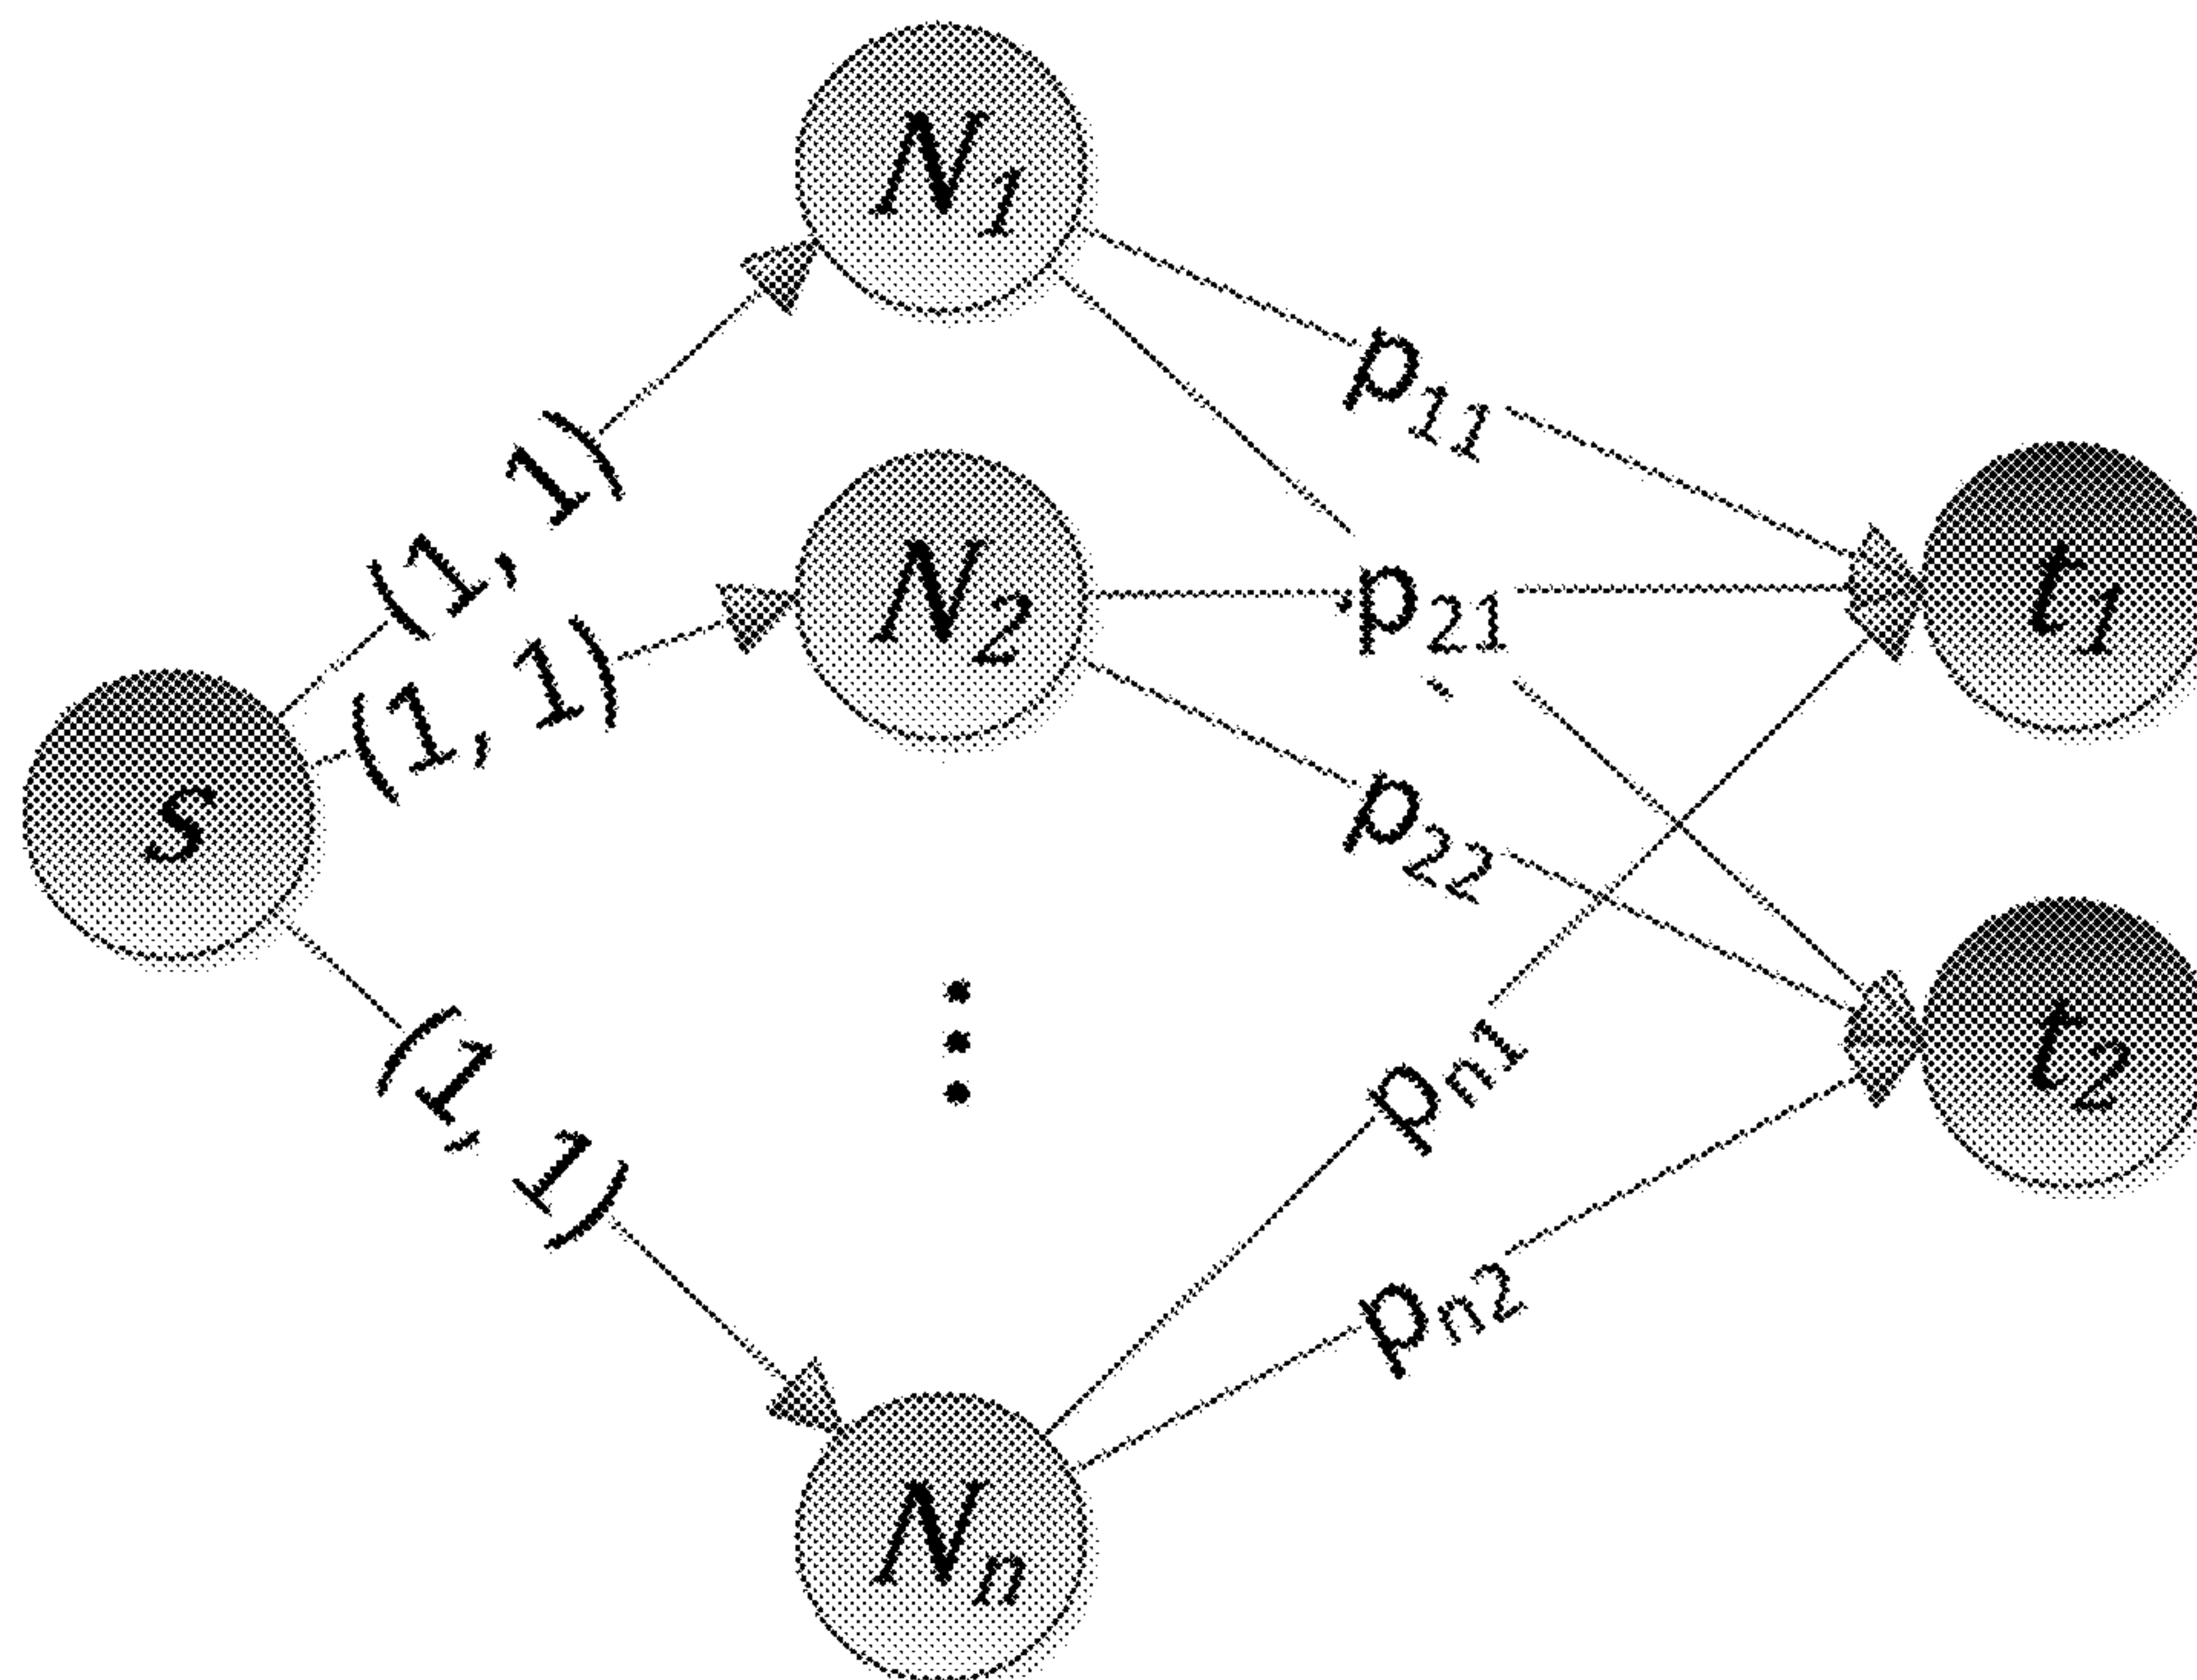 N1
(1, 1)
p11
N2
(1, 1)
p21
t1
s
p22
(1, 1)
pn1
t2
pn2
Nn